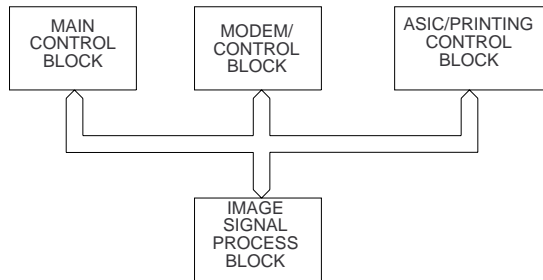 MAIN
CONTROL
BLOCK
MODEM/
CONTROL
BLOCK
ASIC/PRINTING
CONTROL
BLOCK
IMAGE
SIGNAL
PROCESS
BLOCK